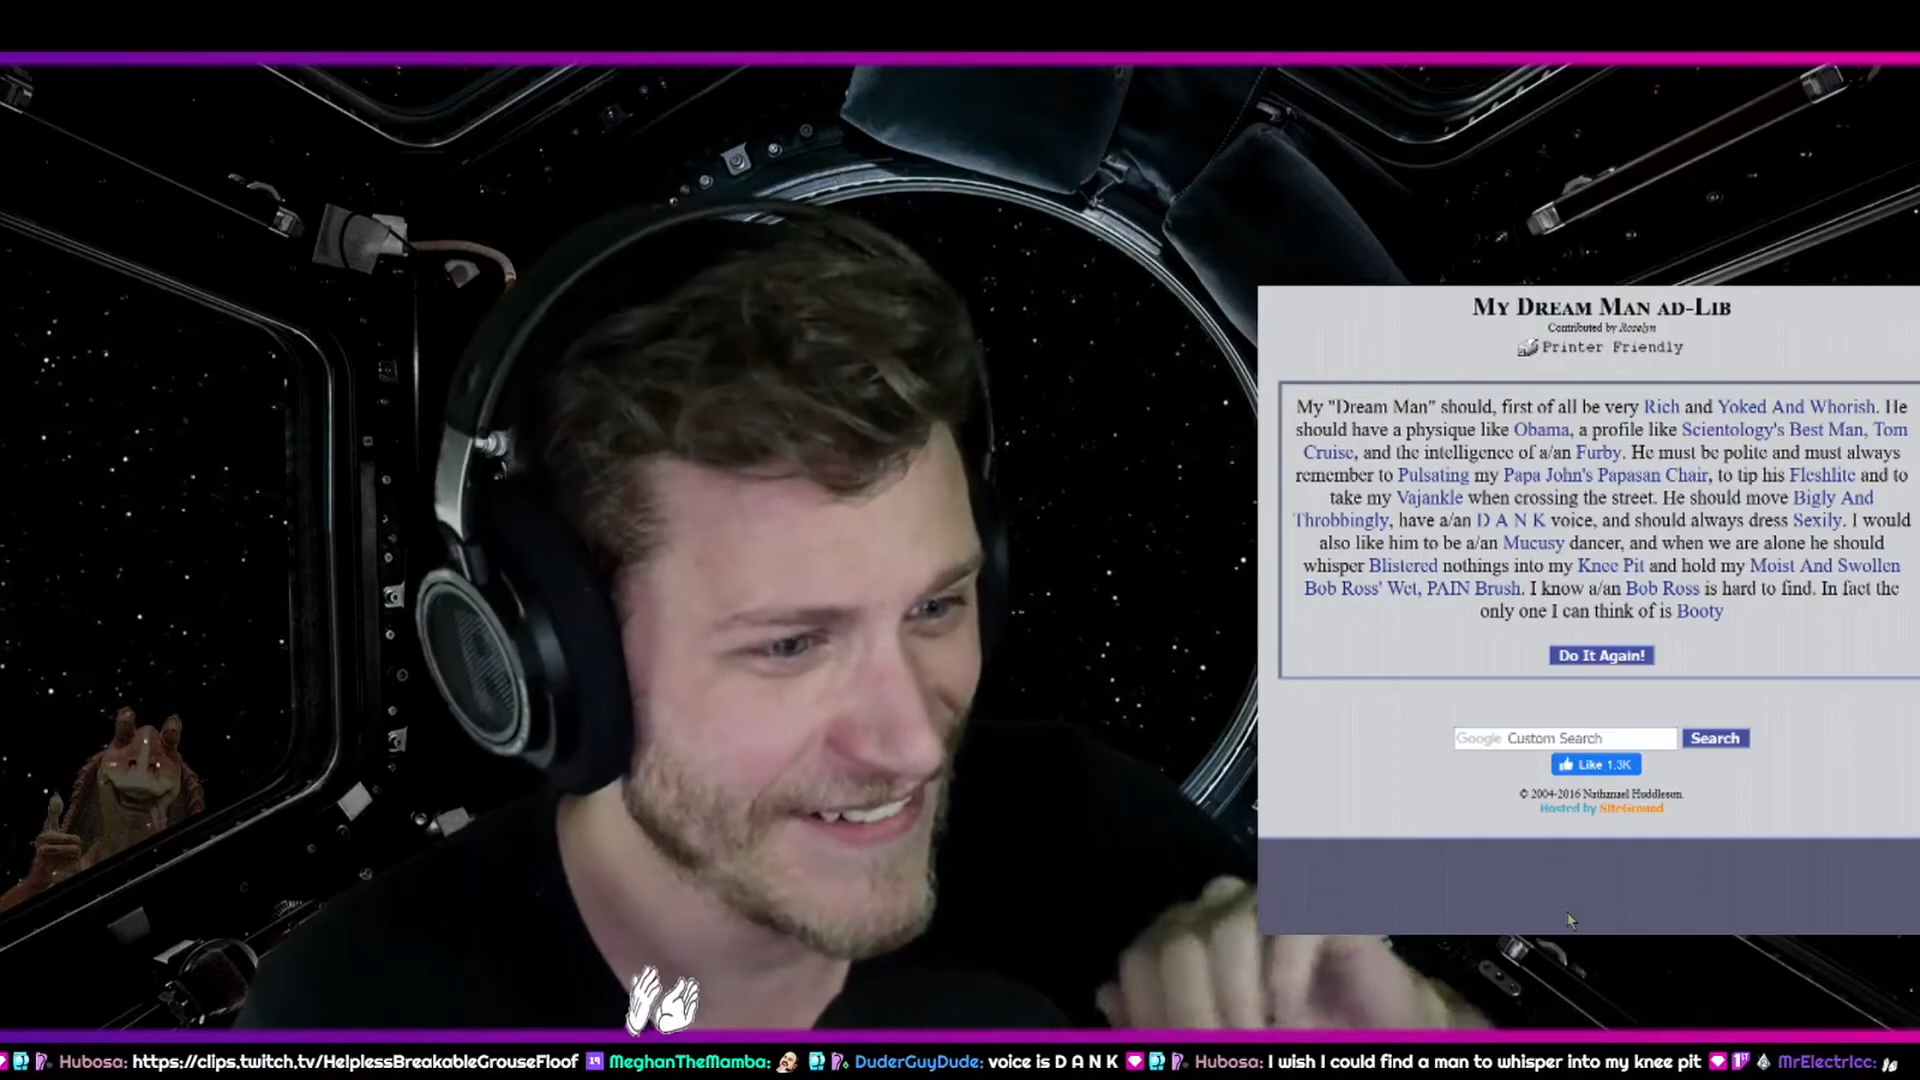 My Dream Man ad-Lib
Contributed by Roselyn
Printer Friendly
My "Dream Man" should, first of all be very Rich and Yoked And Whorish. He
should have a physique like Obama, a profile like Scientology's Best Man, Tom
Cruise, and the intelligence of a/an Furby. He must be polite and must always
remember to Pulsating my Papa John's Papasan Chair, to tip his Fleshlite and to
take my Vajankle when crossing the street. He should move Bigly And
Throbbingly, have a/an D A N K voice, and should always dress Sexily. I would
also like him to be a/an Mucusy dancer, and when we are alone he should
whisper Blistered nothings into my Knee Pit and hold my Moist And Swollen
Bob Ross' Wet, PAIN Brush. I know a/an Bob Ross is hard to find. In fact the
only one I can think of is Booty
Do It Again!
Google Custom Search Search
Like 1.3K
© 2004-2016 Nathanael Huddleson.
Hosted by SiteGround
Hubosa: https://clips.twitch.tv/HelplessBreakableGrouseFloof 19 MeghanTheMamba: DuderGuyDude: voice is D A N K Hubosa: I wish I could find a man to whisper into my knee pit 1st MrElectr1cc: